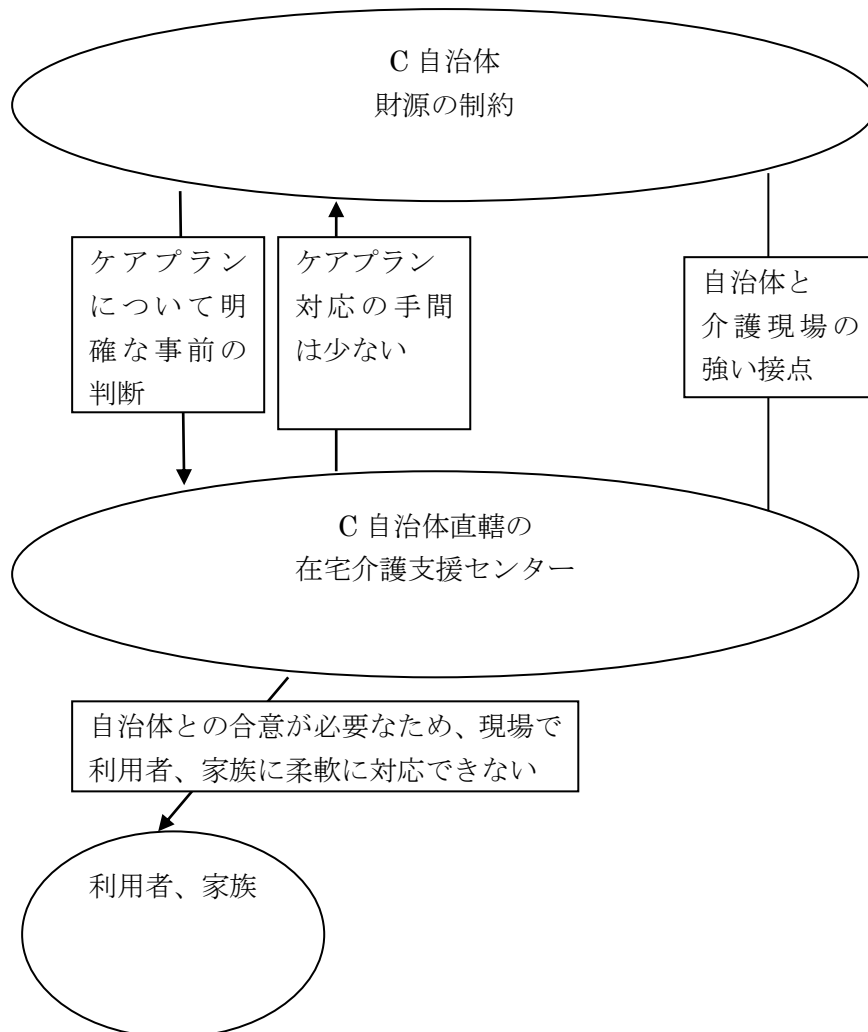 C 自治体
財源の制約
ケアプラン
について明
確な事前の
判断
ケアプラン
対応の手間
は少ない
自治体と
介護現場の
強い接点
C 自治体直轄の
在宅介護支援センター
自治体との合意が必要なため、現場で
利用者、家族に柔軟に対応できない
利用者、家族